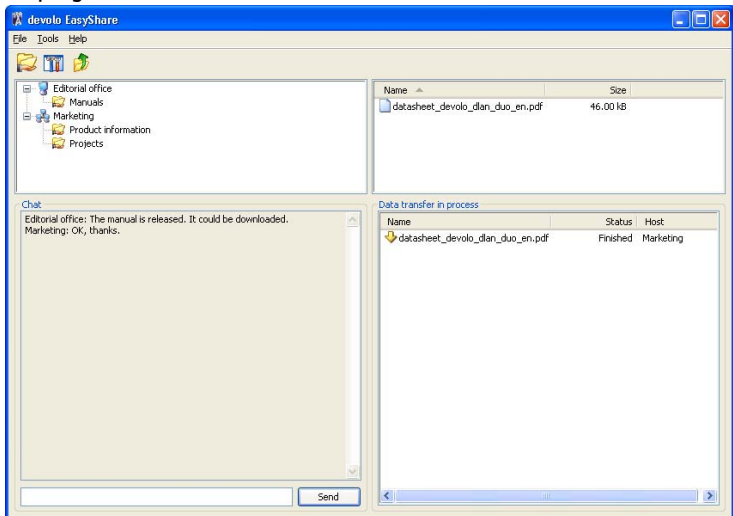 devolo EasyShare
File Tools Help
Editorial office
Manuals
Marketing
Product information
Projects
Name Size
datasheet_devolo_dlan_duo_en.pdf 46.00 kB
Chat
Editorial office: The manual is released. It could be downloaded.
Marketing: OK, thanks.
Send
Data transfer in process
Name Status Host
datasheet_devolo_dlan_duo_en.pdf Finished Marketing